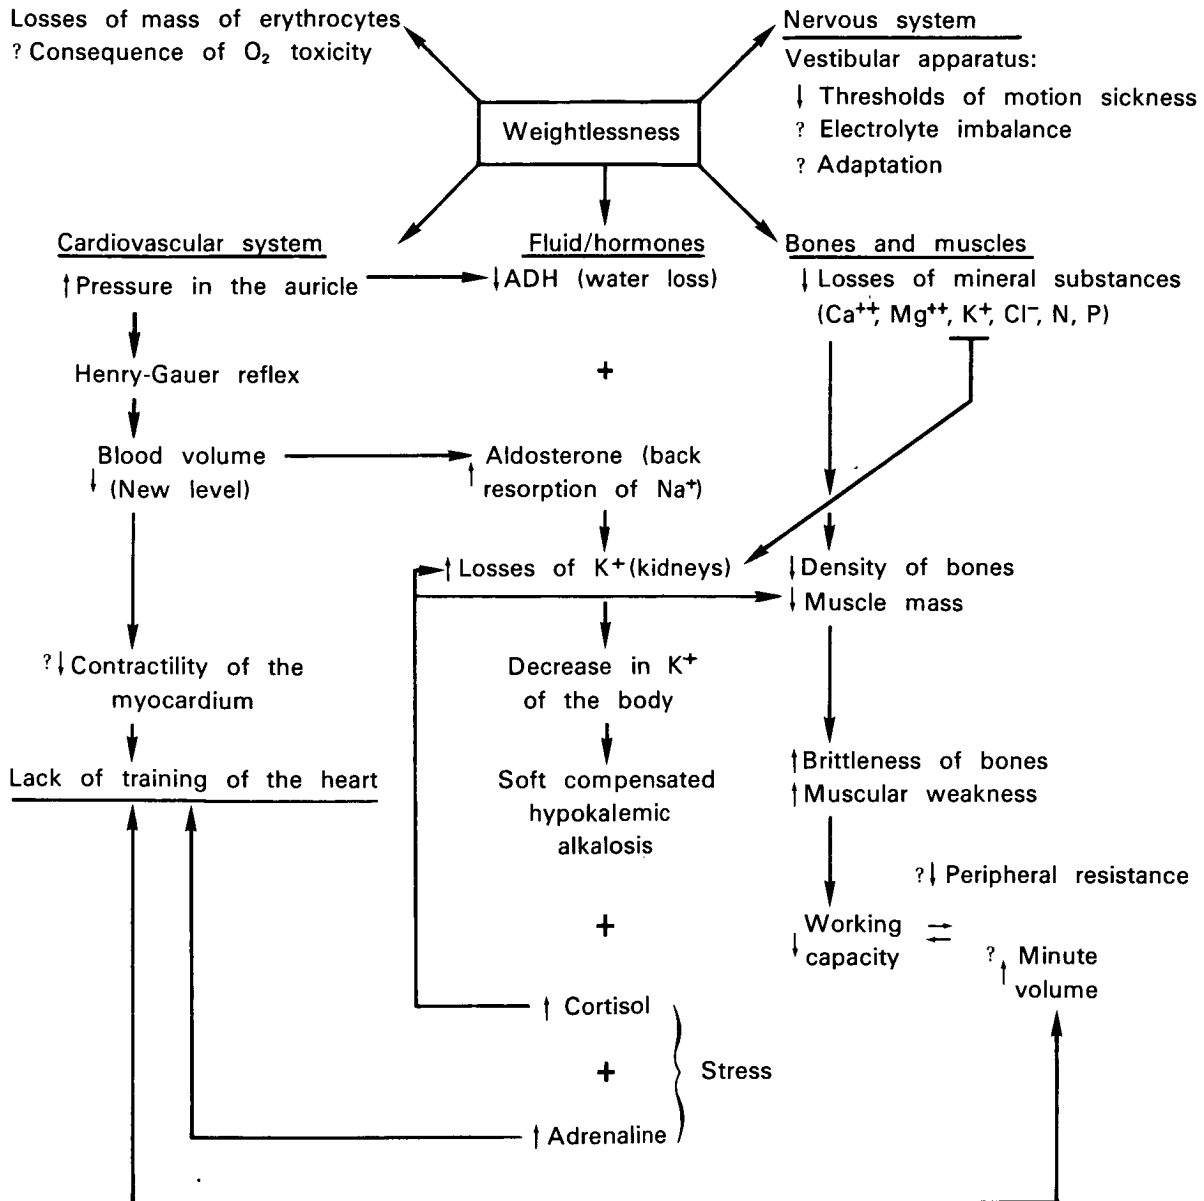 Losses of mass of erythrocytes
? Consequence of O₂ toxicity
Nervous system
Vestibular apparatus:
↓ Thresholds of motion sickness
? Electrolyte imbalance
? Adaptation
Weightlessness
Cardiovascular system
↑ Pressure in the auricle
Henry-Gauer reflex
Blood volume
↓ (New level)
?↓ Contractility of the
myocardium
Lack of training of the heart
Fluid/hormones
↓ ADH (water loss)
+
Aldosterone (back
↑ resorption of Na⁺)
↑ Losses of K⁺ (kidneys)
Decrease in K⁺
of the body
Soft compensated
hypokalemic
alkalosis
+
↑ Cortisol
+
↑ Adrenaline
Stress
Bones and muscles
↓ Losses of mineral substances
(Ca⁺⁺, Mg⁺⁺, K⁺, Cl⁻, N, P)
↓ Density of bones
↓ Muscle mass
↑ Brittleness of bones
↑ Muscular weakness
?↓ Peripheral resistance
Working
↓ capacity
? ↑ Minute
volume